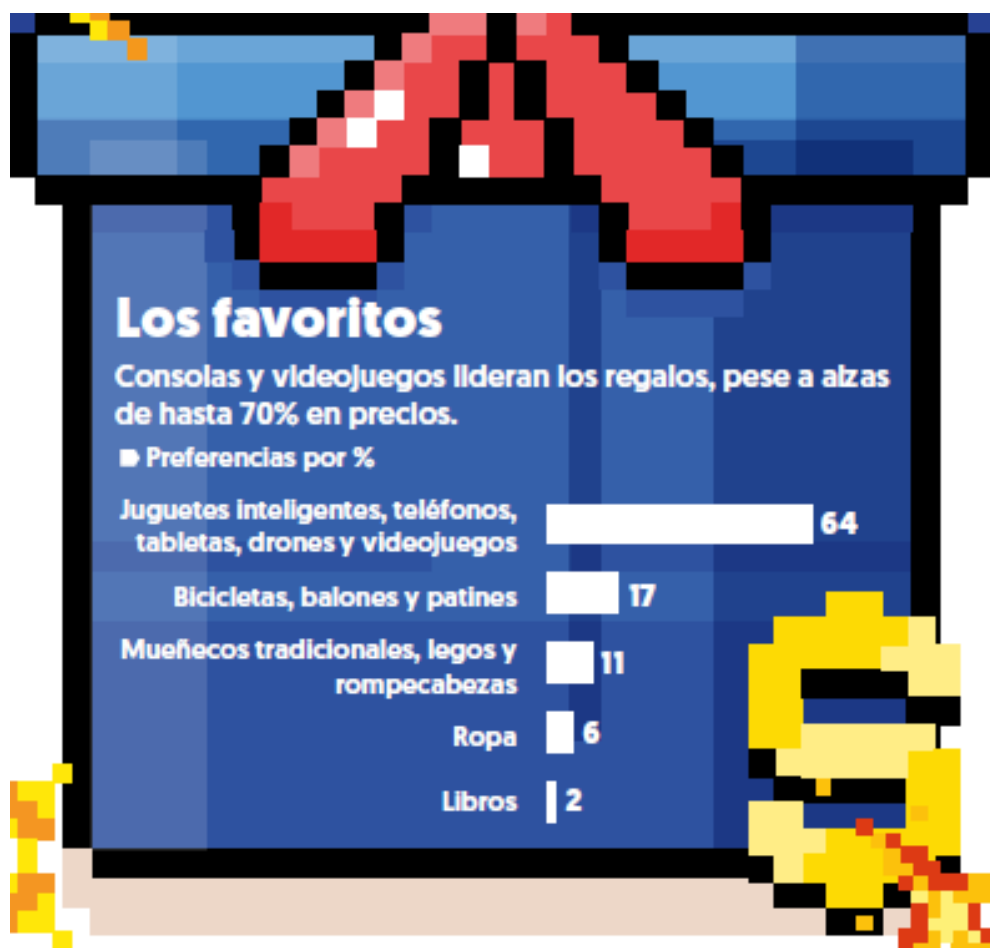 Los favoritos
Consolas y videojuegos lideran los regalos, pese a alzas
de hasta 70% en precios.
Preferencias por %
Juguetes inteligentes, teléfonos,
tabletas, drones y videojuegos
64
Bicicletas, balones y patines
17
Mueñecos tradicionales, legos y
rompecabezas
11
Ropa
6
Libros
2